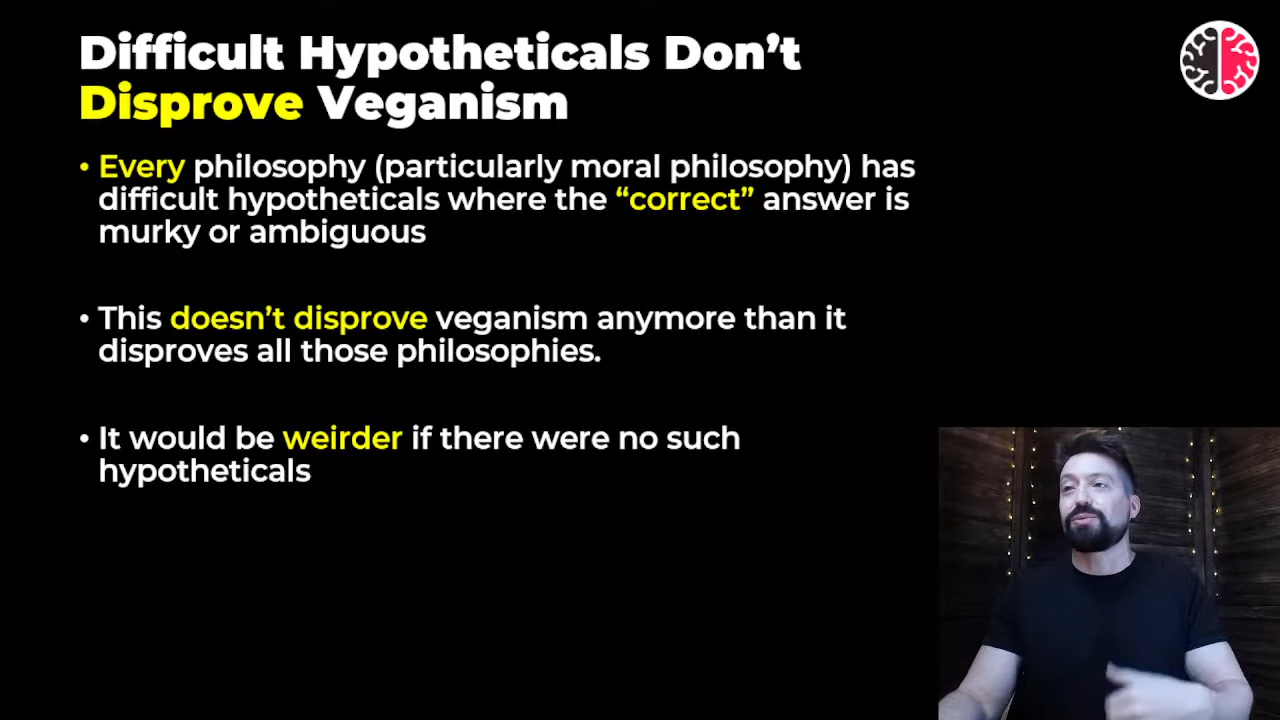 Difficult Hypotheticals Don’t
Disprove Veganism
• Every philosophy (particularly moral philosophy) has
difficult hypotheticals where the “correct” answer is
murky or ambiguous
• This doesn’t disprove veganism anymore than it
disproves all those philosophies.
• It would be weirder if there were no such
hypotheticals